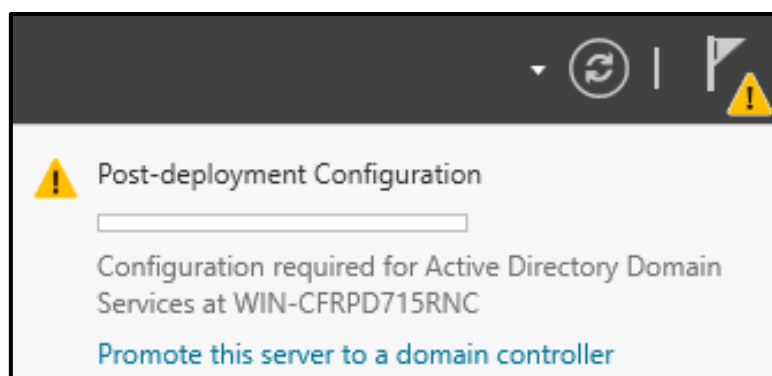 Post-deployment Configuration
Configuration required for Active Directory Domain
Services at WIN-CFRPD715RNC
Promote this server to a domain controller